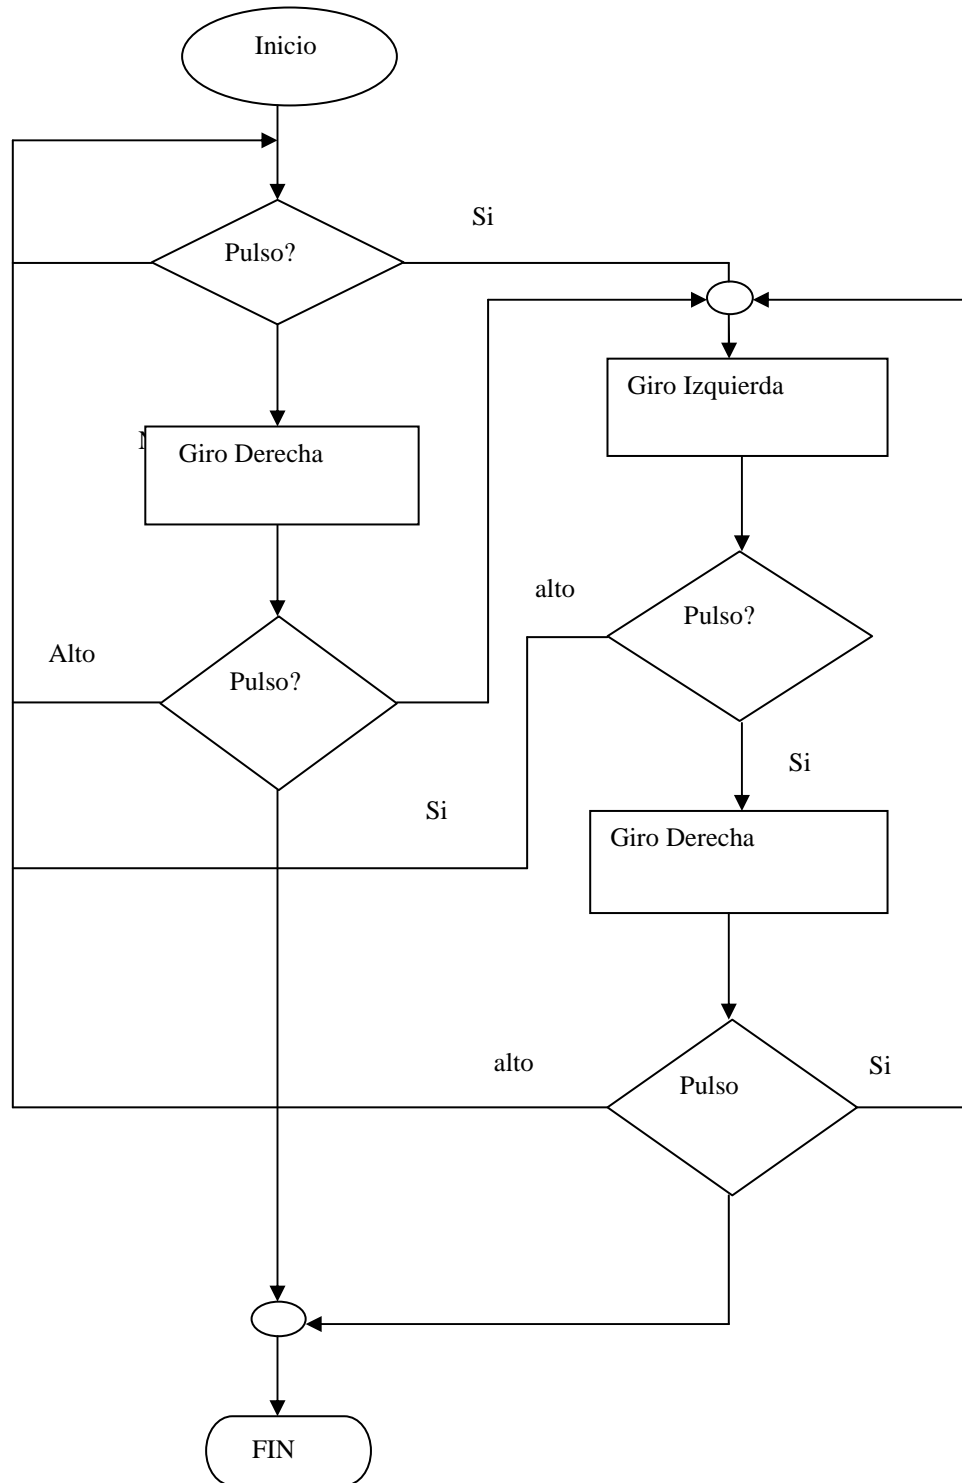 Inicio
Si
Pulso?
Giro Izquierda
Giro Derecha
alto
Pulso?
Alto
Pulso?
Si
Si
Giro Derecha
alto
Si
Pulso
FIN